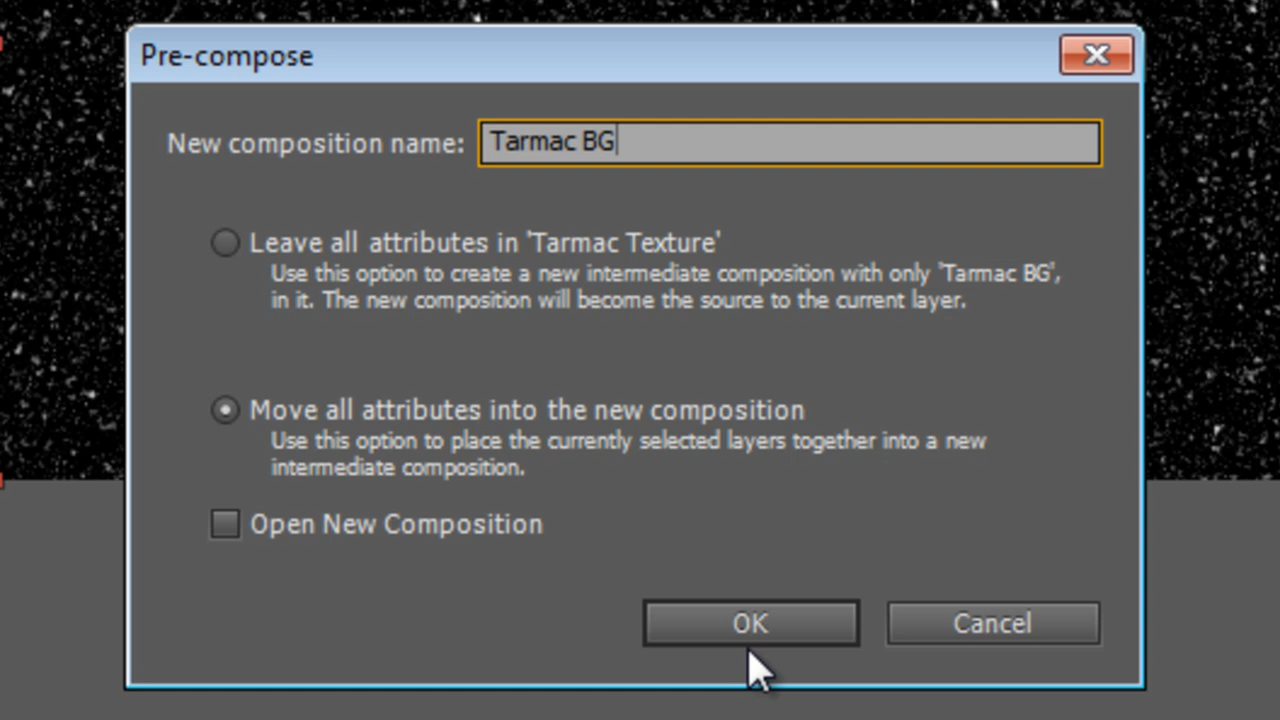 Pre-compose
New composition name: Tarmac BG
Leave all attributes in 'Tarmac Texture'
Use this option to create a new intermediate composition with only 'Tarmac BG',
in it. The new composition will become the source to the current layer.
Move all attributes into the new composition
Use this option to place the currently selected layers together into a new
intermediate composition.
Open New Composition
OK Cancel